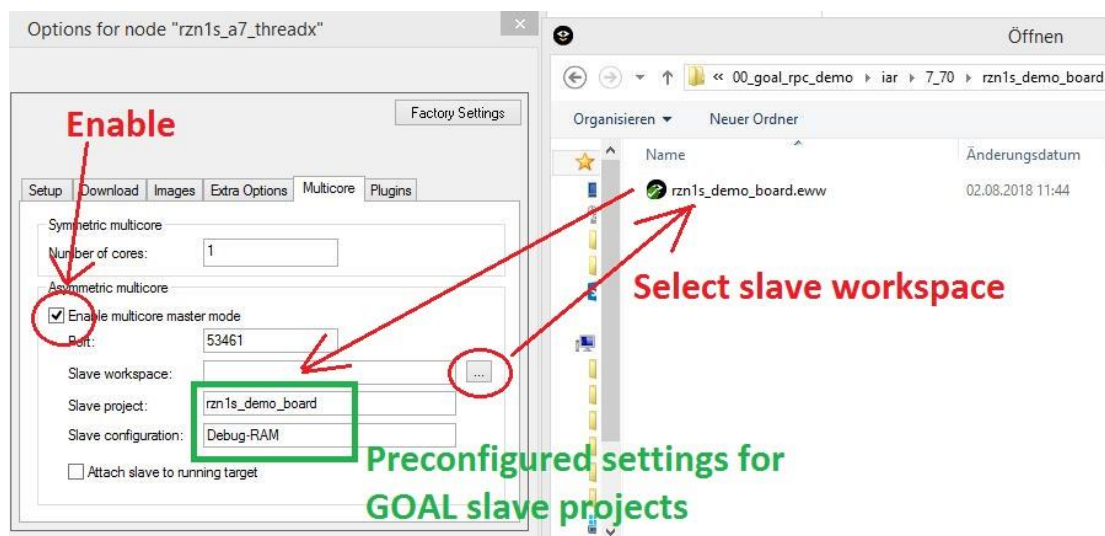 Options for node "rzn1s_a7_threadx"
Factory Settings
Enable
Setup Download Images Extra Options Multicore Plugins
Symmetric multicore
Number of cores: 1
Asymmetric multicore
Enable multicore master mode
Port: 53461
Slave workspace: ...
Slave project: rzn1s_demo_board
Slave configuration: Debug-RAM
Attach slave to running target
Preconfigured settings for
GOAL slave projects
Öffnen
« 00_goal_rpc_demo ▸ iar ▸ 7_70 ▸ rzn1s_demo_board
Organisieren Neuer Ordner
Name Änderungsdatum
rzn1s_demo_board.eww 02.08.2018 11:44
Select slave workspace